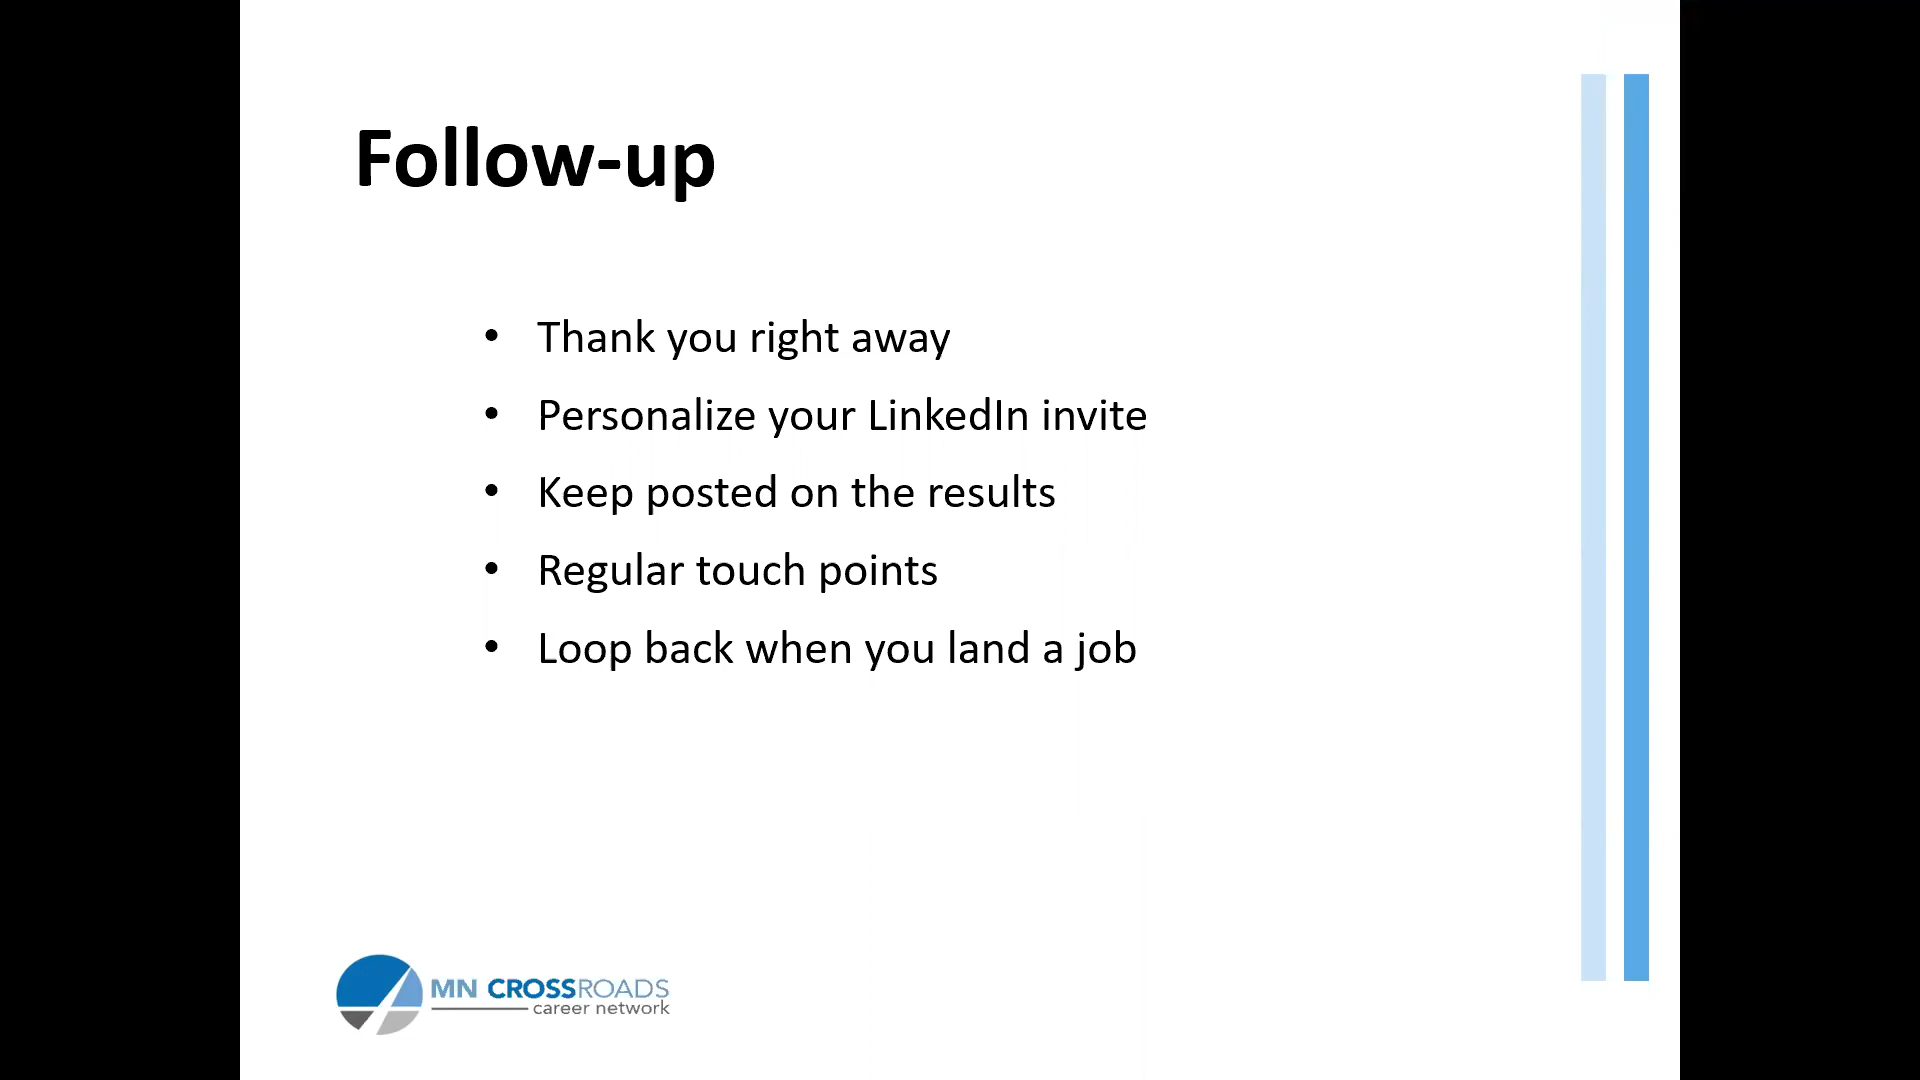 Follow-up
• Thank you right away
• Personalize your LinkedIn invite
• Keep posted on the results
• Regular touch points
• Loop back when you land a job
MN CROSSROADS
career network